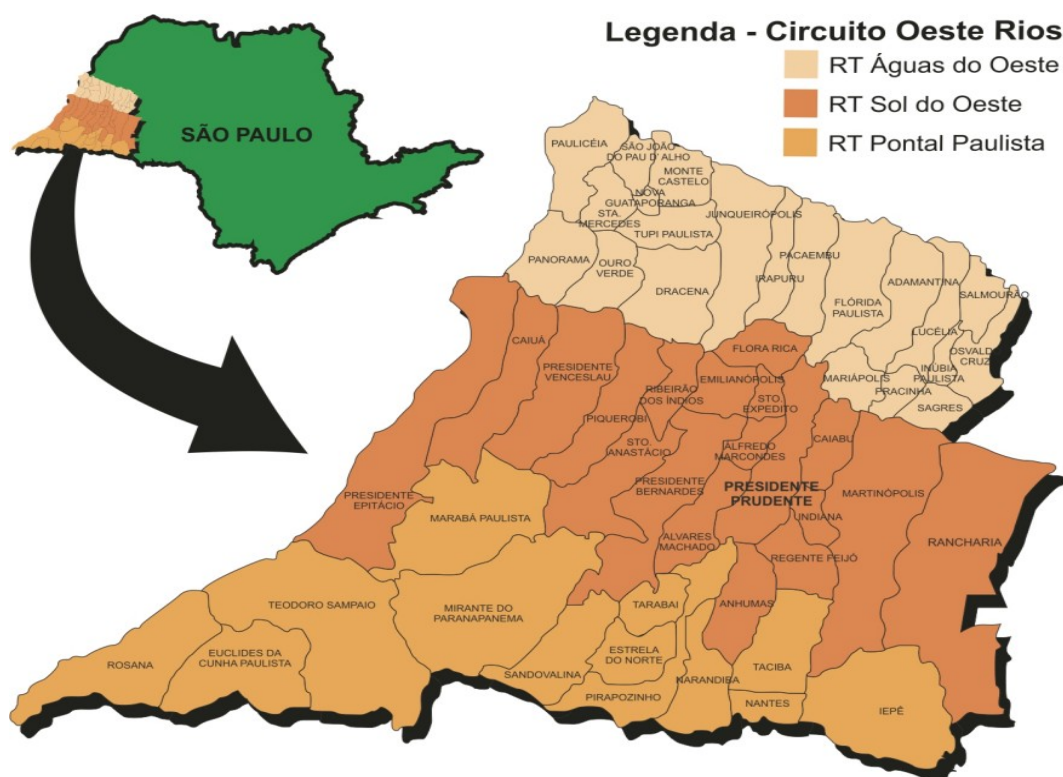 Legenda - Circuito Oeste Rios
RT Águas do Oeste
RT Sol do Oeste
RT Pontal Paulista
SÃO PAULO
PAULICÉIA
SÃO JOÃO
DO PAU D' ALHO
MONTE
CASTELO
NOVA
GUATAPORANGA
STA.
MERCEDES
TUPI PAULISTA
JUNQUEIRÓPOLIS
PANORAMA
OURO
VERDE
DRACENA
IRAPURU
PACAEMBU
FLÓRIDA
PAULISTA
ADAMANTINA
SALMOURÃO
LUCÉLIA
OSVALD
CRUZ
INÚBIA
PAULISTA
MARIÁPOLIS
PRACINHA
SAGRES
CAIUÁ
PRESIDENTE
VENCESLAU
FLORA RICA
EMILIANÓPOLIS
RIBEIRÃO
DOS ÍNDIOS
STO.
EXPEDITO
PIQUEROBI
STO.
ANASTÁCIO
ALFREDO
MARCONDES
CAIABU
PRESIDENTE
BERNARDES
PRESIDENTE
PRUDENTE
MARTINÓPOLIS
PRESIDENTE
EPITÁCIO
MARABÁ PAULISTA
INDIANA
ALVARES
MACHADO
RANCHARIA
REGENTE FEIJÓ
ANHUMAS
TEODORO SAMPAIO
MIRANTE DO
PARANAPANEMA
TARABAI
ROSANA
EUCLIDES DA
CUNHA PAULISTA
ESTRELA
DO NORTE
SANDOVALINA
PIRAPOZINHO
NARANDIBA
TACIBA
NANTES
IEPÊ